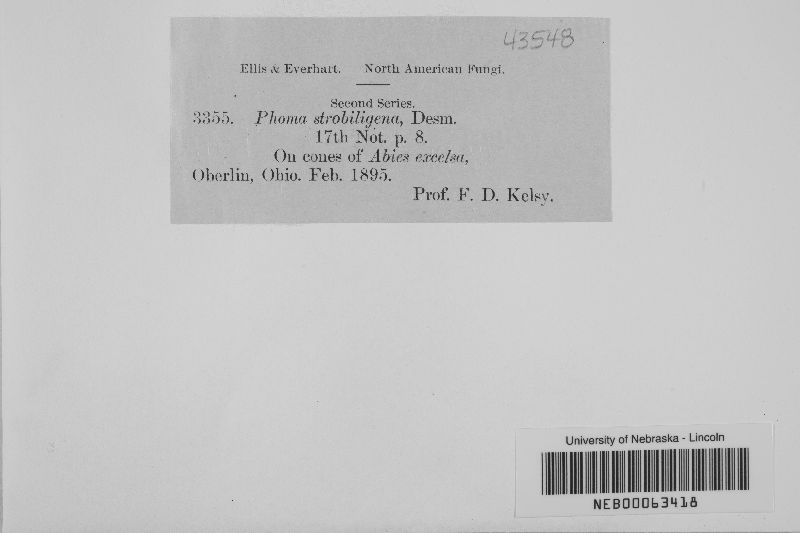 43548
Ellis & Everhart. North American Fungi.
Second Series.
3355. Phoma strobiligena, Desm.
17th Not. p. 8.
On cones of Abies excelsa,
Oberlin, Ohio. Feb. 1895.
Prof. F. D. Kelsy.
University of Nebraska - Lincoln
NEB00063418